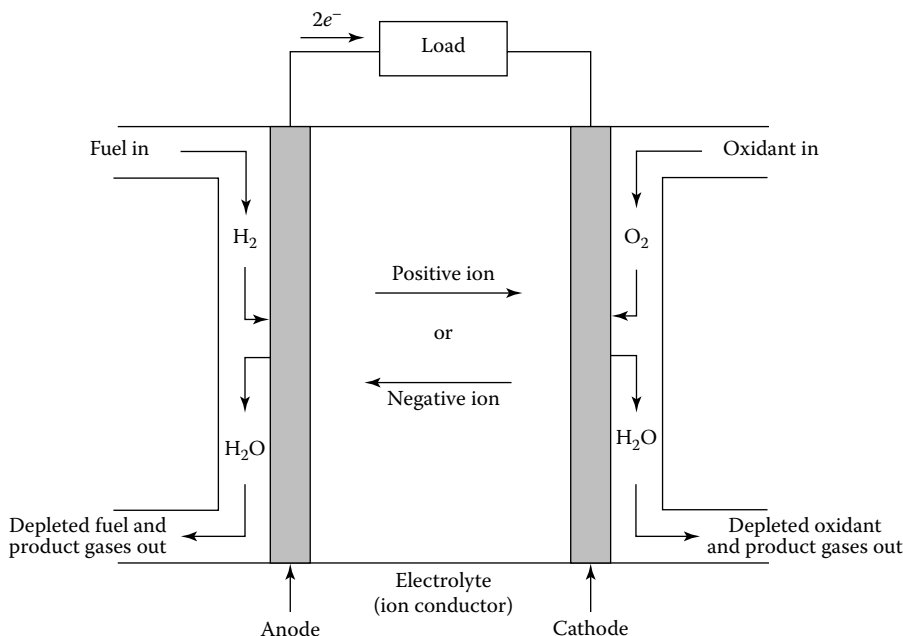 2e⁻
Load
Fuel in
Oxidant in
H₂
O₂
Positive ion
or
Negative ion
H₂O
H₂O
Depleted fuel and
product gases out
Depleted oxidant
and product gases out
Electrolyte
(ion conductor)
Anode
Cathode